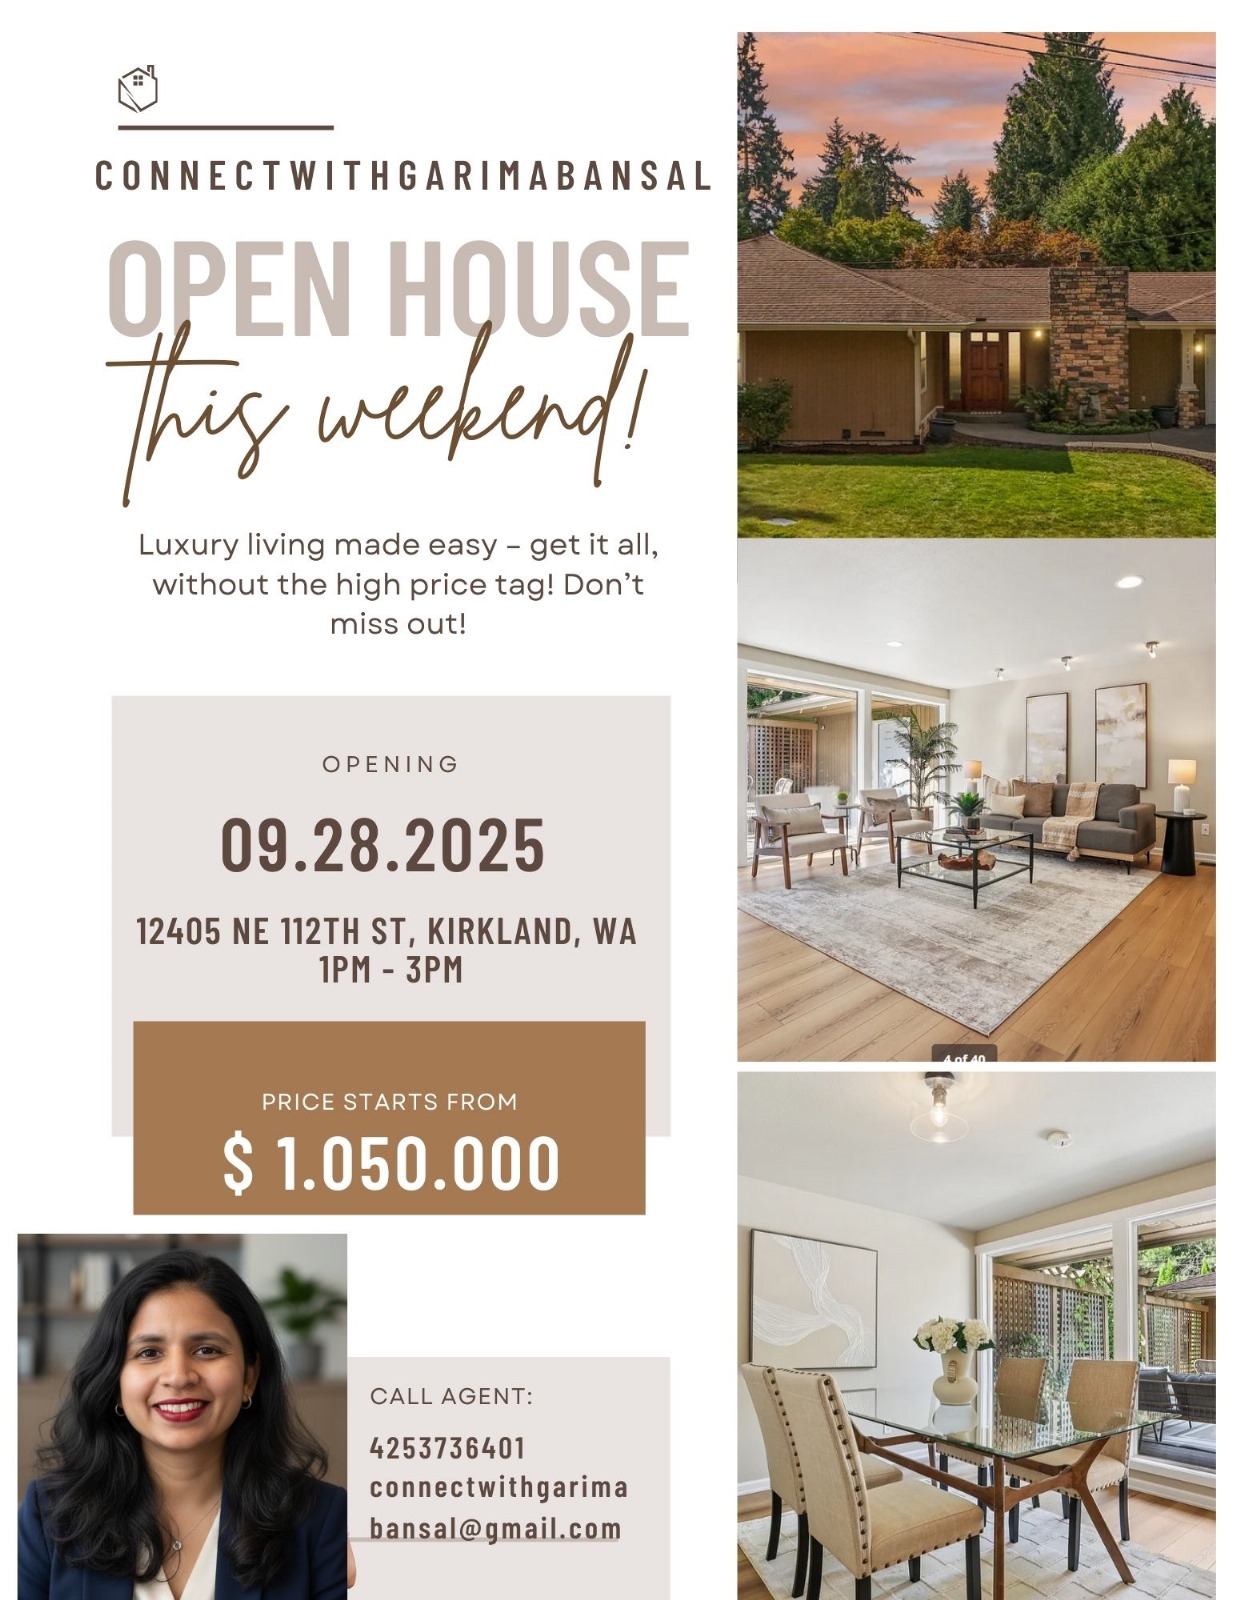 CONNECTWITHGARIMABANSAL
OPEN HOUSE
this weekend!
Luxury living made easy – get it all,
without the high price tag! Don’t
miss out!
OPENING
09.28.2025
12405 NE 112TH ST, KIRKLAND, WA
1PM - 3PM
PRICE STARTS FROM
$ 1.050.000
CALL AGENT:
4253736401
connectwithgarima
bansal@gmail.com
4 of 40